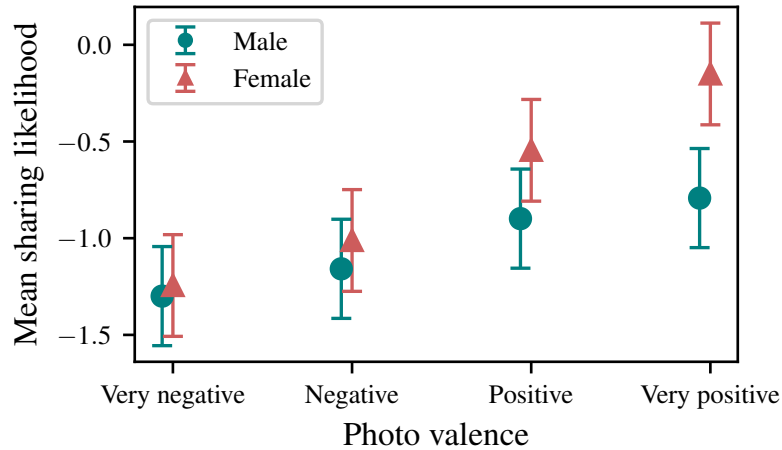 Male
Female
Mean sharing likelihood
0.0
−0.5
−1.0
−1.5
Very negative Negative Positive Very positive
Photo valence